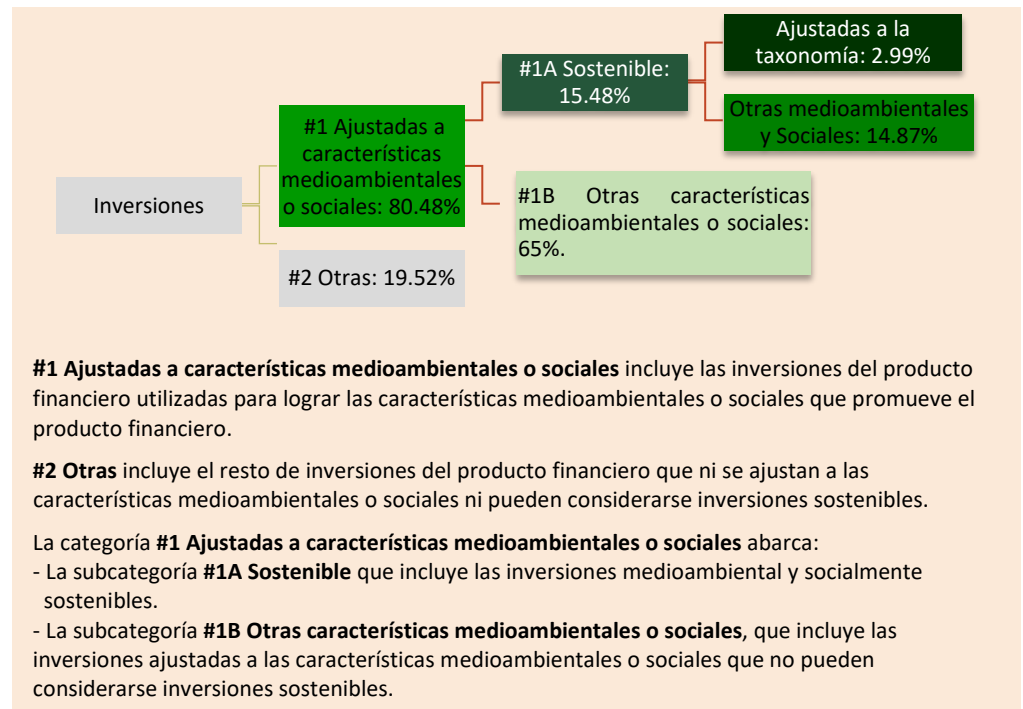 Ajustadas a la
taxonomía: 2.99%
#1A Sostenible:
15.48%
Otras medioambientales
y Sociales: 14.87%
#1 Ajustadas a
características
medioambientales
o sociales: 80.48%
Inversiones
#1B Otras características
medioambientales o sociales:
65%.
#2 Otras: 19.52%
#1 Ajustadas a características medioambientales o sociales incluye las inversiones del producto
financiero utilizadas para lograr las características medioambientales o sociales que promueve el
producto financiero.
#2 Otras incluye el resto de inversiones del producto financiero que ni se ajustan a las
características medioambientales o sociales ni pueden considerarse inversiones sostenibles.
La categoría #1 Ajustadas a características medioambientales o sociales abarca:
- La subcategoría #1A Sostenible que incluye las inversiones medioambiental y socialmente
sostenibles.
- La subcategoría #1B Otras características medioambientales o sociales, que incluye las
inversiones ajustadas a las características medioambientales o sociales que no pueden
considerarse inversiones sostenibles.